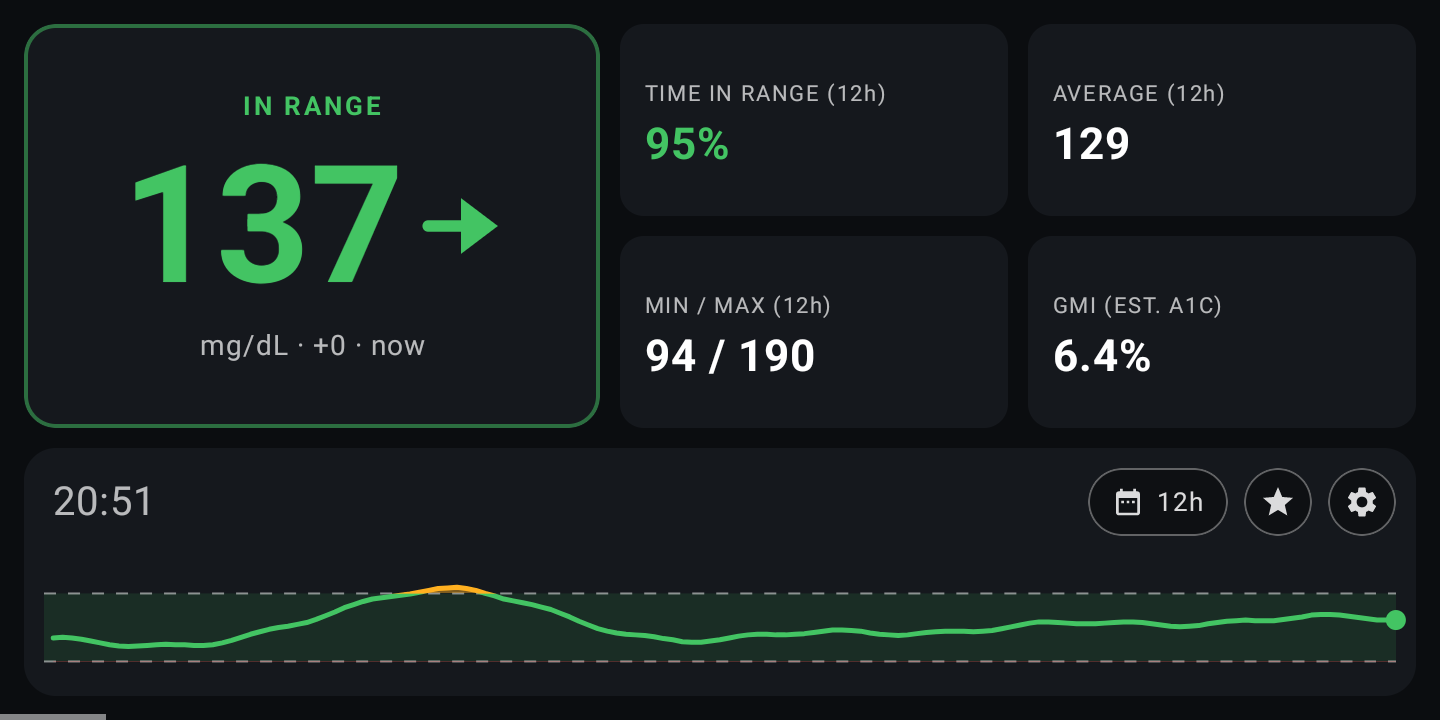 IN RANGE
137
mg/dL · +0 · now
TIME IN RANGE (12h)
95%
AVERAGE (12h)
129
MIN / MAX (12h)
94 / 190
GMI (EST. A1C)
6.4%
20:51
12h